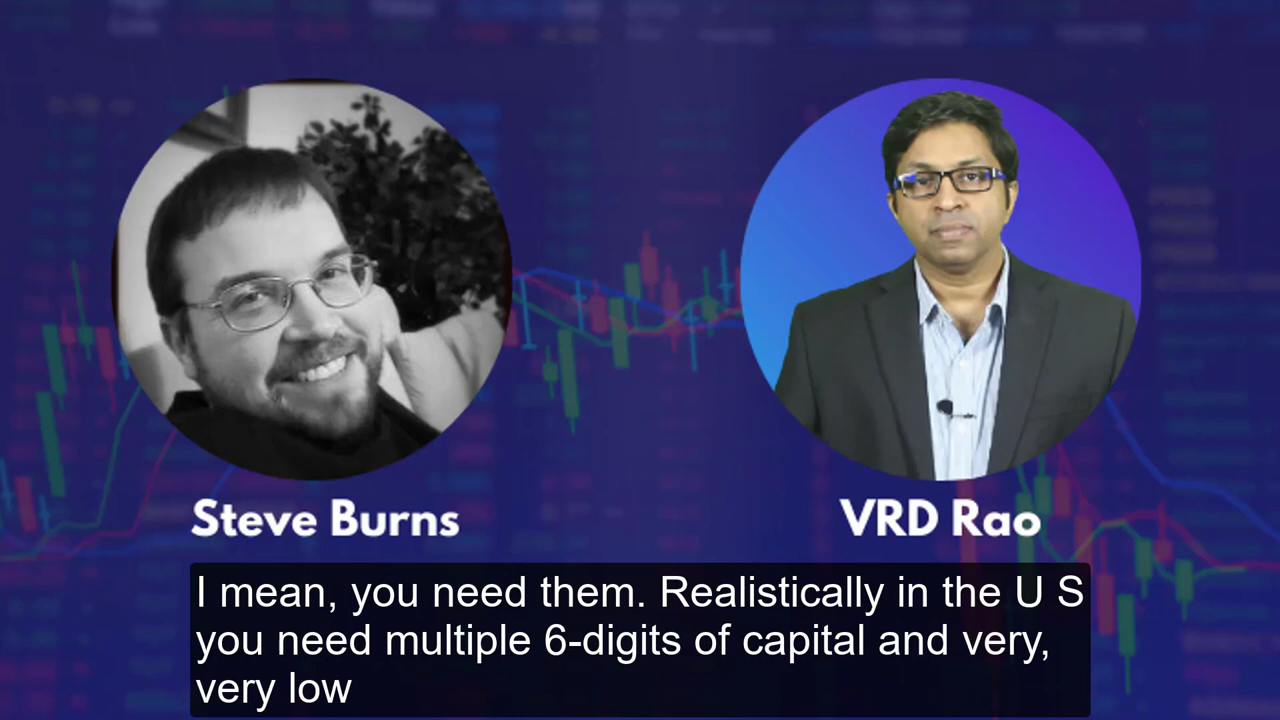 Steve Burns
VRD Rao
I mean, you need them. Realistically in the U S
you need multiple 6-digits of capital and very,
very low